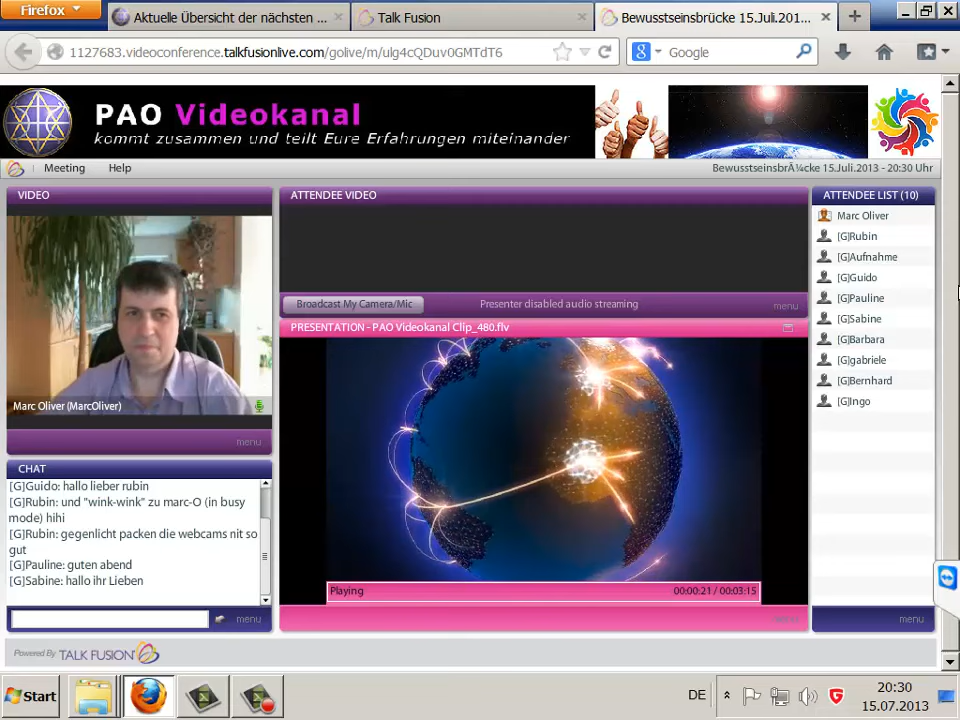 Firefox
Aktuelle Übersicht der nächsten ...
Talk Fusion
Bewusstseinsbrücke 15.Juli.201...
1127683.videoconference.talkfusionlive.com/golive/m/ulg4cQDuv0GMTdT6
Google
PAO Videokanal
kommt zusammen und teilt Eure Erfahrungen miteinander
Meeting
Help
BewusstseinsbrÃ¼cke 15.Juli.2013 - 20:30 Uhr
VIDEO
Marc Oliver (MarcOliver)
menu
CHAT
[G]Guido: hallo lieber rubin
[G]Rubin: und "wink-wink" zu marc-O (in busy
mode) hihi
[G]Rubin: gegenlicht packen die webcams nit so
gut
[G]Pauline: guten abend
[G]Sabine: hallo ihr Lieben
menu
ATTENDEE VIDEO
Broadcast My Camera/Mic
Presenter disabled audio streaming
menu
PRESENTATION - PAO Videokanal Clip_480.flv
Playing
00:00:21 / 00:03:15
menu
ATTENDEE LIST (10)
Marc Oliver
[G]Rubin
[G]Aufnahme
[G]Guido
[G]Pauline
[G]Sabine
[G]Barbara
[G]gabriele
[G]Bernhard
[G]Ingo
menu
Powered By TALK FUSION
Start
DE
20:30
15.07.2013